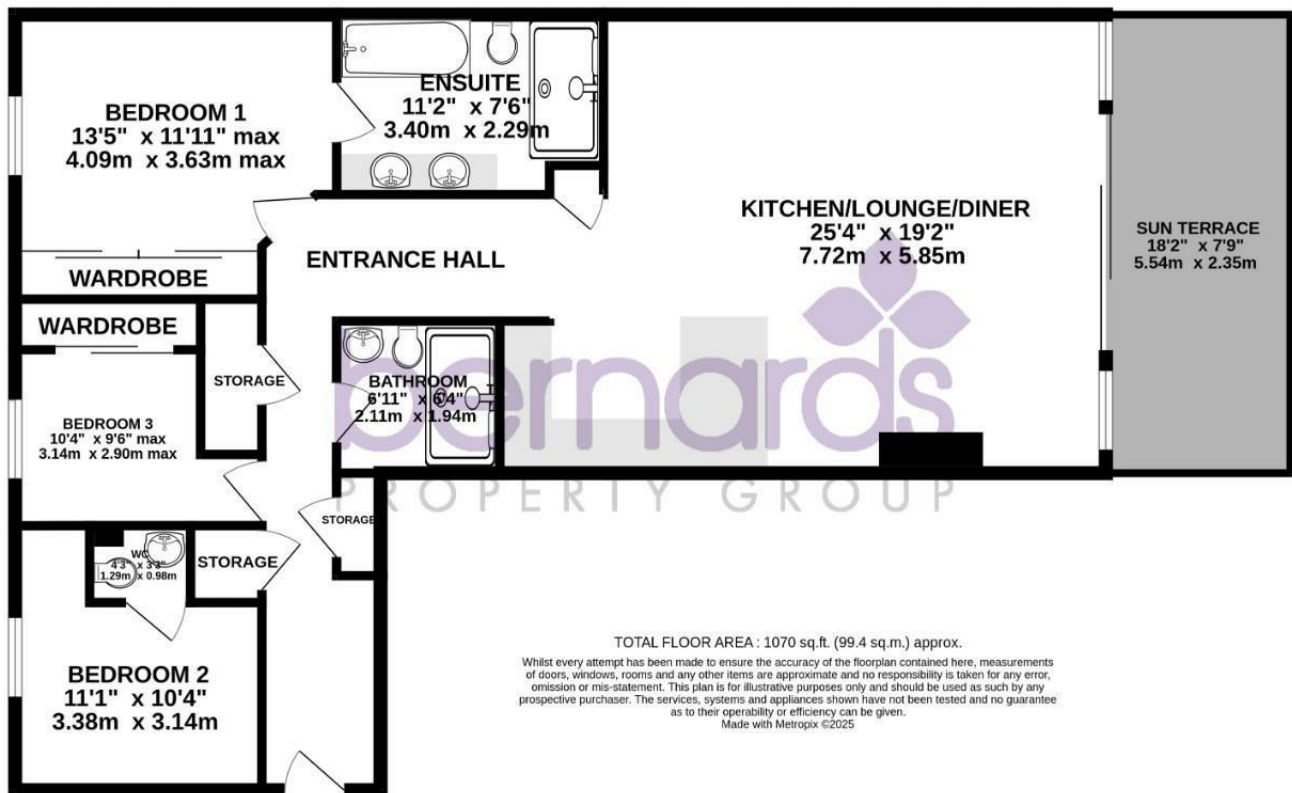 BEDROOM 1
13'5" x 11'11" max
4.09m x 3.63m max
ENSUITE
11'2" x 7'6"
3.40m x 2.29m
KITCHEN/LOUNGE/DINER
25'4" x 19'2"
7.72m x 5.85m
SUN TERRACE
18'2" x 7'9"
5.54m x 2.35m
ENTRANCE HALL
WARDROBE
WARDROBE
STORAGE
BATHROOM
6'11" x 6'4"
2.11m x 1.94m
BEDROOM 3
10'4" x 9'6" max
3.14m x 2.90m max
bernards
PROPERTY GROUP
STORAGE
WC
4'3" x 3'3"
1.29m x 0.98m
STORAGE
BEDROOM 2
11'1" x 10'4"
3.38m x 3.14m
TOTAL FLOOR AREA : 1070 sq.ft. (99.4 sq.m.) approx.
Whilst every attempt has been made to ensure the accuracy of the floorplan contained here, measurements
of doors, windows, rooms and any other items are approximate and no responsibility is taken for any error,
omission or mis-statement. This plan is for illustrative purposes only and should be used as such by any
prospective purchaser. The services, systems and appliances shown have not been tested and no guarantee
as to their operability or efficiency can be given.
Made with Metropix ©2025